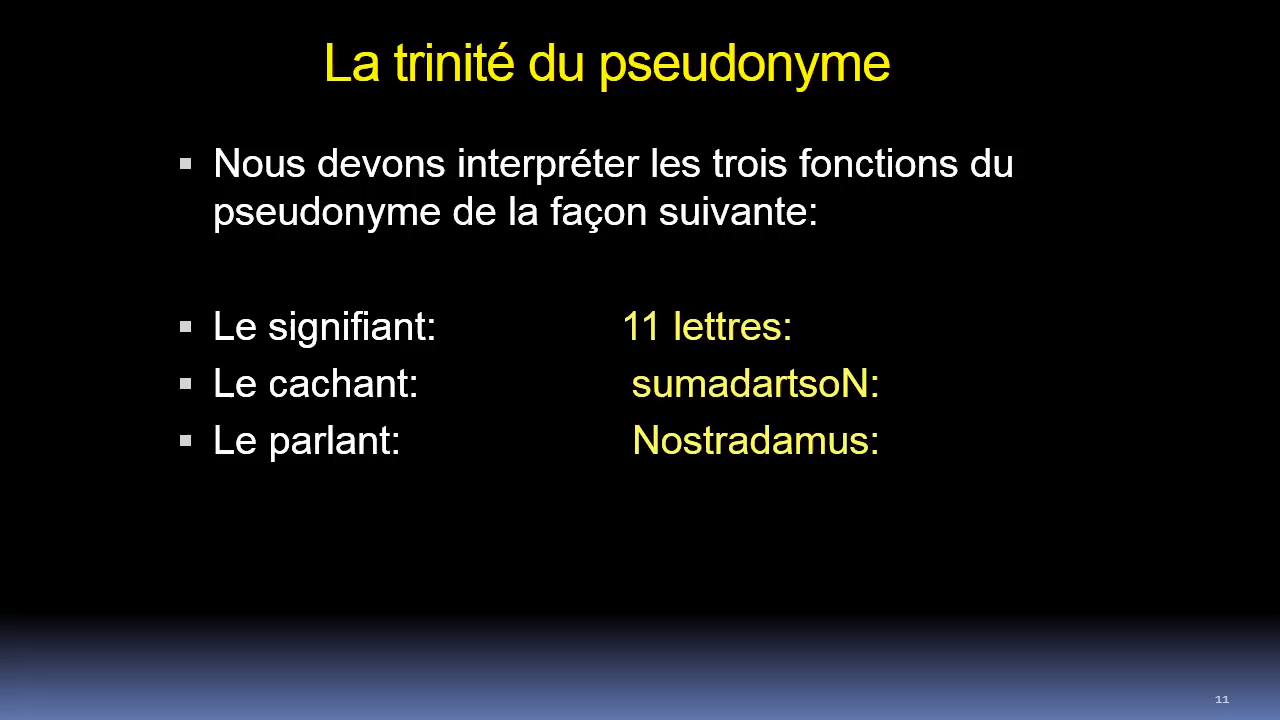 La trinité du pseudonyme
Nous devons interpréter les trois fonctions du
pseudonyme de la façon suivante:
Le signifiant: 11 lettres:
Le cachant: sumadartsoN:
Le parlant: Nostradamus:
11